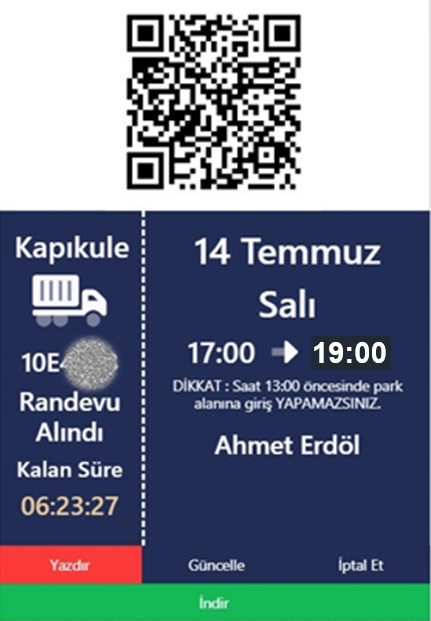 Kapıkule
10E
Randevu
Alındı
Kalan Süre
06:23:27
14 Temmuz
Salı
17:00
19:00
DİKKAT : Saat 13:00 öncesinde park
alanına giriş YAPAMAZSINIZ.
Ahmet Erdöl
Yazdır
Güncelle
İptal Et
İndir